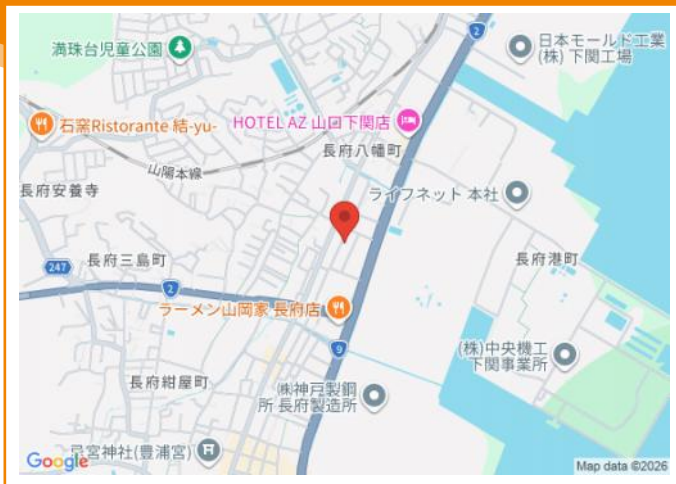 2
日本モールド工業
(株) 下関工場
満珠台児童公園
石窯Ristorante 結-yu-
HOTEL AZ 山口下関店
長府八幡町
山陽本線
長府安養寺
ライフネット 本社
247
長府三島町
長府港町
2
ラーメン山岡家 長府店
9
(株)中央機工
下関事業所
長府紺屋町
㈱神戸製鋼
所 長府製造所
忌宮神社(豊浦宮)
Google
Map data ©2026